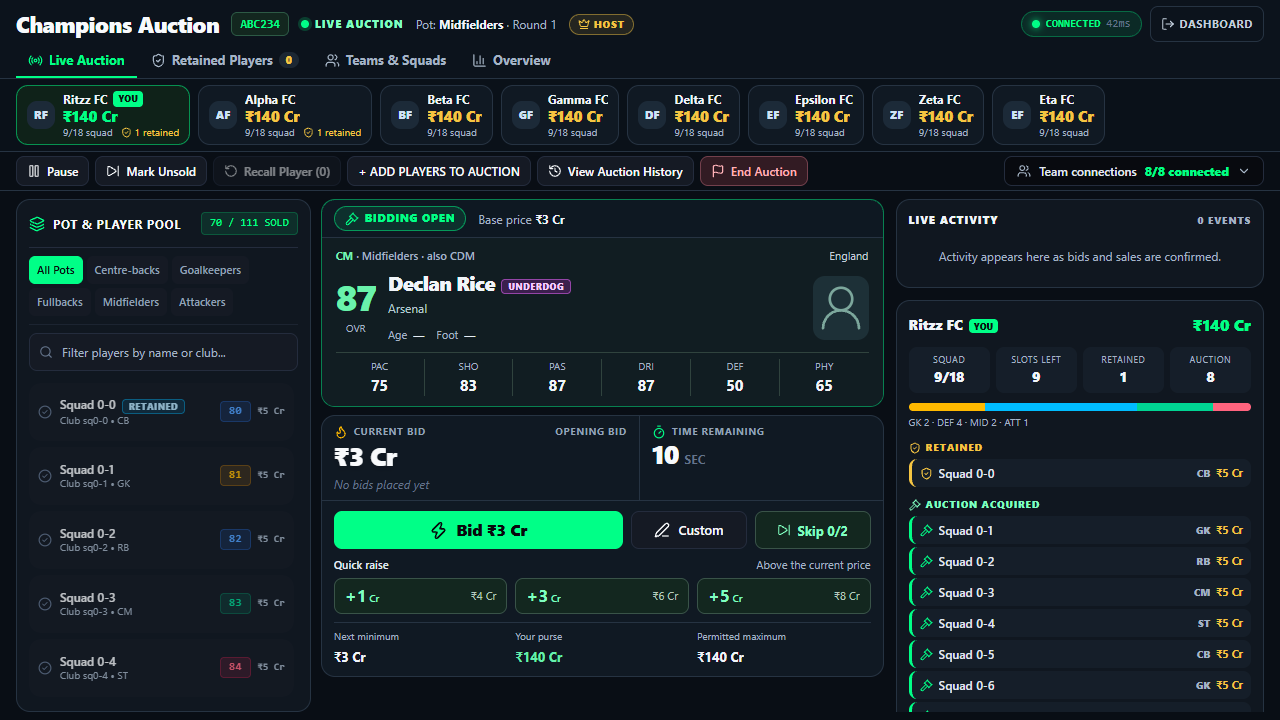 Champions Auction ABC234 LIVE AUCTION Pot: Midfielders · Round 1 HOST CONNECTED 42ms DASHBOARD
Live Auction Retained Players 0 Teams & Squads Overview
RF Ritzz FC YOU ₹140 Cr 9/18 squad 1 retained
AF Alpha FC ₹140 Cr 9/18 squad 1 retained
BF Beta FC ₹140 Cr 9/18 squad
GF Gamma FC ₹140 Cr 9/18 squad
DF Delta FC ₹140 Cr 9/18 squad
EF Epsilon FC ₹140 Cr 9/18 squad
ZF Zeta FC ₹140 Cr 9/18 squad
EF Eta FC ₹140 Cr 9/18 squad
Pause Mark Unsold Recall Player (0) + ADD PLAYERS TO AUCTION View Auction History End Auction Team connections 8/8 connected
POT & PLAYER POOL 70 / 111 SOLD
All Pots Centre-backs Goalkeepers
Fullbacks Midfielders Attackers
Filter players by name or club...
Squad 0-0 RETAINED 80 ₹5 Cr
Club sq0-0 • CB
Squad 0-1 81 ₹5 Cr
Club sq0-1 • GK
Squad 0-2 82 ₹5 Cr
Club sq0-2 • RB
Squad 0-3 83 ₹5 Cr
Club sq0-3 • CM
Squad 0-4 84 ₹5 Cr
Club sq0-4 • ST
BIDDING OPEN Base price ₹3 Cr
CM · Midfielders · also CDM England
87 OVR
Declan Rice UNDERDOG
Arsenal
Age — Foot —
PAC SHO PAS DRI DEF PHY
75 83 87 87 50 65
CURRENT BID OPENING BID
₹3 Cr
No bids placed yet
TIME REMAINING
10 SEC
Bid ₹3 Cr Custom Skip 0/2
Quick raise Above the current price
+1 Cr ₹4 Cr +3 Cr ₹6 Cr +5 Cr ₹8 Cr
Next minimum Your purse Permitted maximum
₹3 Cr ₹140 Cr ₹140 Cr
LIVE ACTIVITY 0 EVENTS
Activity appears here as bids and sales are confirmed.
Ritzz FC YOU ₹140 Cr
SQUAD SLOTS LEFT RETAINED AUCTION
9/18 9 1 8
GK 2 · DEF 4 · MID 2 · ATT 1
RETAINED
Squad 0-0 CB ₹5 Cr
AUCTION ACQUIRED
Squad 0-1 GK ₹5 Cr
Squad 0-2 RB ₹5 Cr
Squad 0-3 CM ₹5 Cr
Squad 0-4 ST ₹5 Cr
Squad 0-5 CB ₹5 Cr
Squad 0-6 GK ₹5 Cr